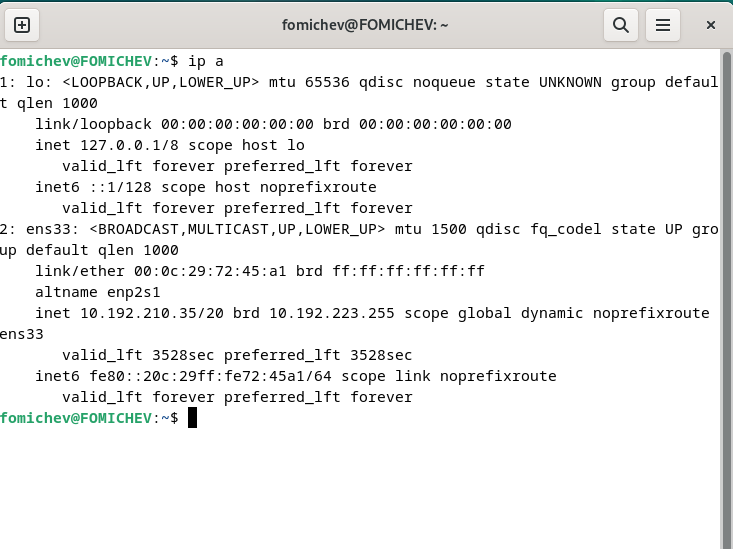 fomichev@FOMICHEV: ~
fomichev@FOMICHEV:~$ ip a
1: lo: <LOOPBACK,UP,LOWER_UP> mtu 65536 qdisc noqueue state UNKNOWN group defaul
t qlen 1000
    link/loopback 00:00:00:00:00:00 brd 00:00:00:00:00:00
    inet 127.0.0.1/8 scope host lo
       valid_lft forever preferred_lft forever
    inet6 ::1/128 scope host noprefixroute
       valid_lft forever preferred_lft forever
2: ens33: <BROADCAST,MULTICAST,UP,LOWER_UP> mtu 1500 qdisc fq_codel state UP gro
up default qlen 1000
    link/ether 00:0c:29:72:45:a1 brd ff:ff:ff:ff:ff:ff
    altname enp2s1
    inet 10.192.210.35/20 brd 10.192.223.255 scope global dynamic noprefixroute
ens33
       valid_lft 3528sec preferred_lft 3528sec
    inet6 fe80::20c:29ff:fe72:45a1/64 scope link noprefixroute
       valid_lft forever preferred_lft forever
fomichev@FOMICHEV:~$